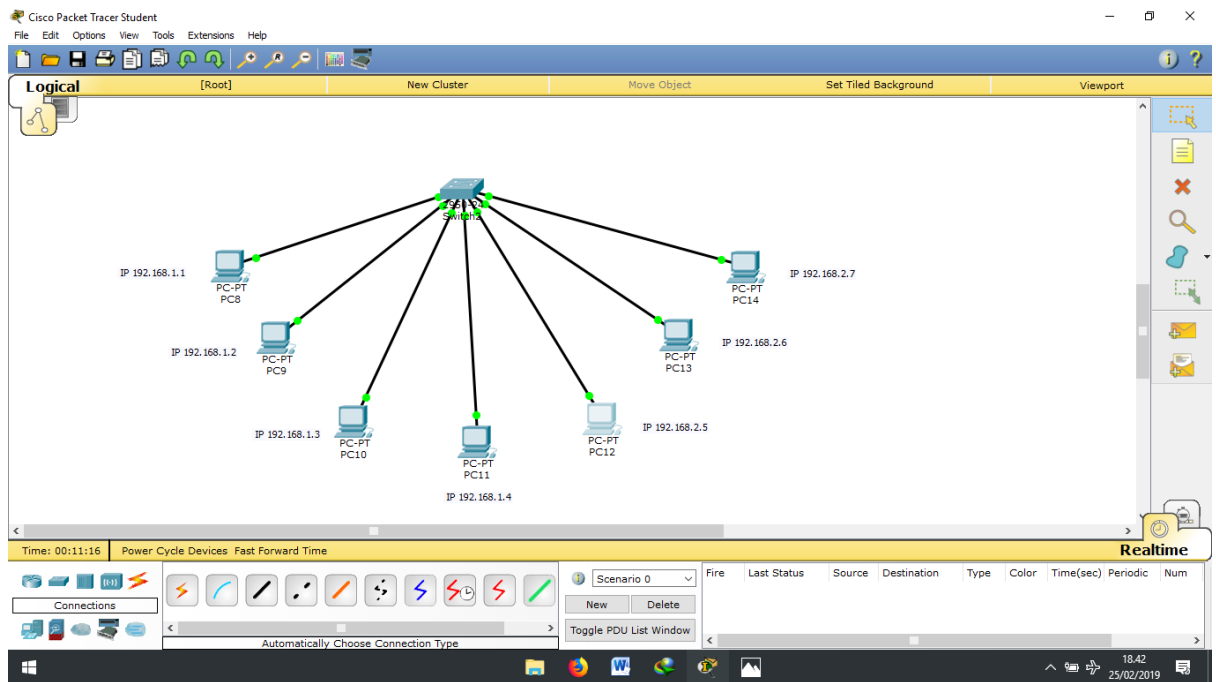 Cisco Packet Tracer Student
File Edit Options View Tools Extensions Help
Logical [Root] New Cluster Move Object Set Tiled Background Viewport
Switch2
IP 192.168.1.1
PC-PT
PC8
IP 192.168.2.7
PC-PT
PC14
IP 192.168.1.2
PC-PT
PC9
IP 192.168.2.6
PC-PT
PC13
IP 192.168.1.3
PC-PT
PC10
IP 192.168.2.5
PC-PT
PC12
PC-PT
PC11
IP 192.168.1.4
Time: 00:11:16 Power Cycle Devices Fast Forward Time Realtime
Connections
Automatically Choose Connection Type
Scenario 0
New Delete
Toggle PDU List Window
Fire Last Status Source Destination Type Color Time(sec) Periodic Num
18.42
25/02/2019